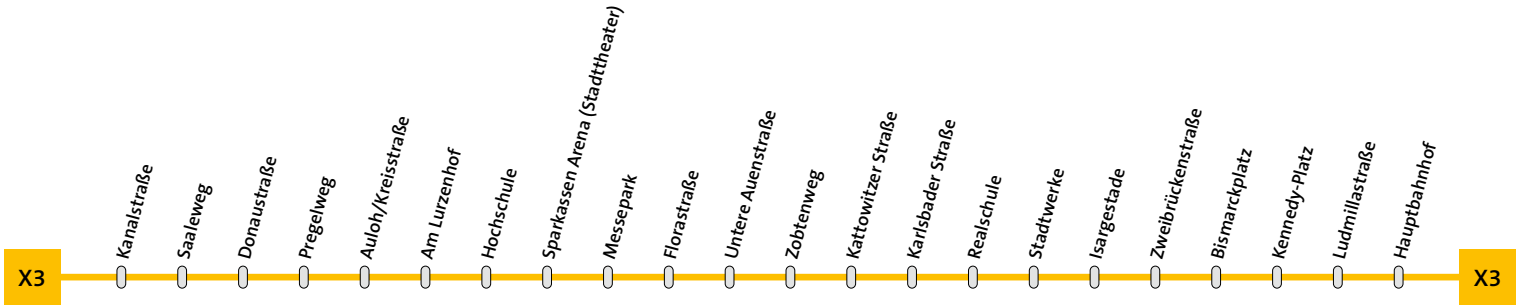 X3
Kanalstraße
Saaleweg
Donaustraße
Pregelweg
Auloh/Kreisstraße
Am Lurzenhof
Hochschule
Sparkassen Arena (Stadttheater)
Messepark
Florastraße
Untere Auenstraße
Zobtenweg
Kattowitzer Straße
Karlsbader Straße
Realschule
Stadtwerke
Isargestade
Zweibrückenstraße
Bismarckplatz
Kennedy-Platz
Ludmillastraße
Hauptbahnhof
X3